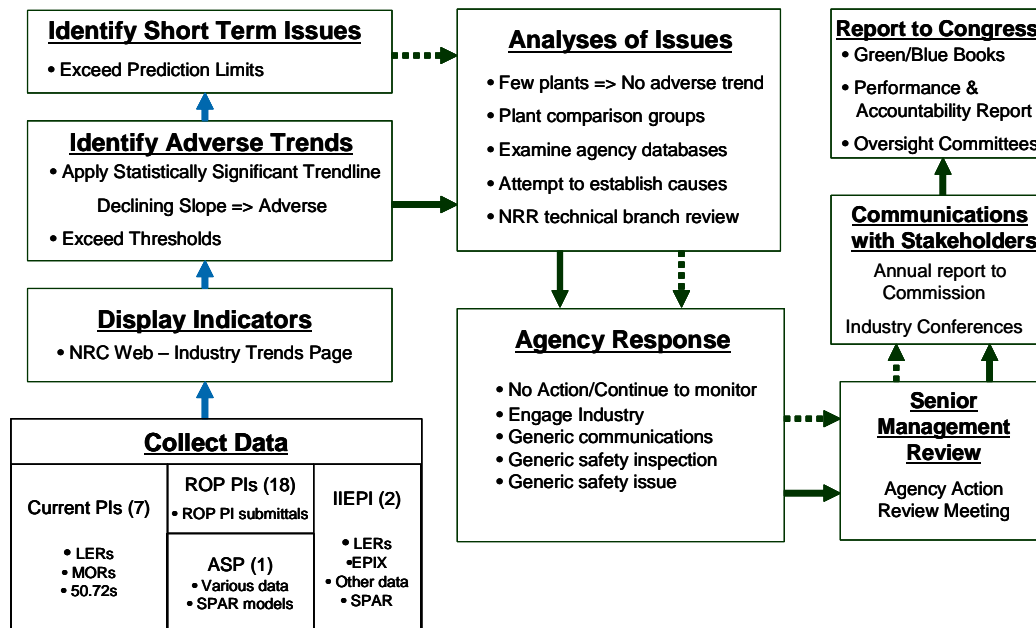 Identify Short Term Issues
• Exceed Prediction Limits
Identify Adverse Trends
• Apply Statistically Significant Trendline
Declining Slope => Adverse
• Exceed Thresholds
Display Indicators
• NRC Web – Industry Trends Page
Collect Data
Current PIs (7)
• LERs
• MORs
• 50.72s
ROP PIs (18)
• ROP PI submittals
ASP (1)
• Various data
• SPAR models
IIEPI (2)
• LERs
•EPIX
• Other data
• SPAR
Analyses of Issues
• Few plants => No adverse trend
• Plant comparison groups
• Examine agency databases
• Attempt to establish causes
• NRR technical branch review
Agency Response
• No Action/Continue to monitor
• Engage Industry
• Generic communications
• Generic safety inspection
• Generic safety issue
Report to Congress
• Green/Blue Books
• Performance &
Accountability Report
• Oversight Committees
Communications
with Stakeholders
Annual report to
Commission
Industry Conferences
Senior
Management
Review
Agency Action
Review Meeting